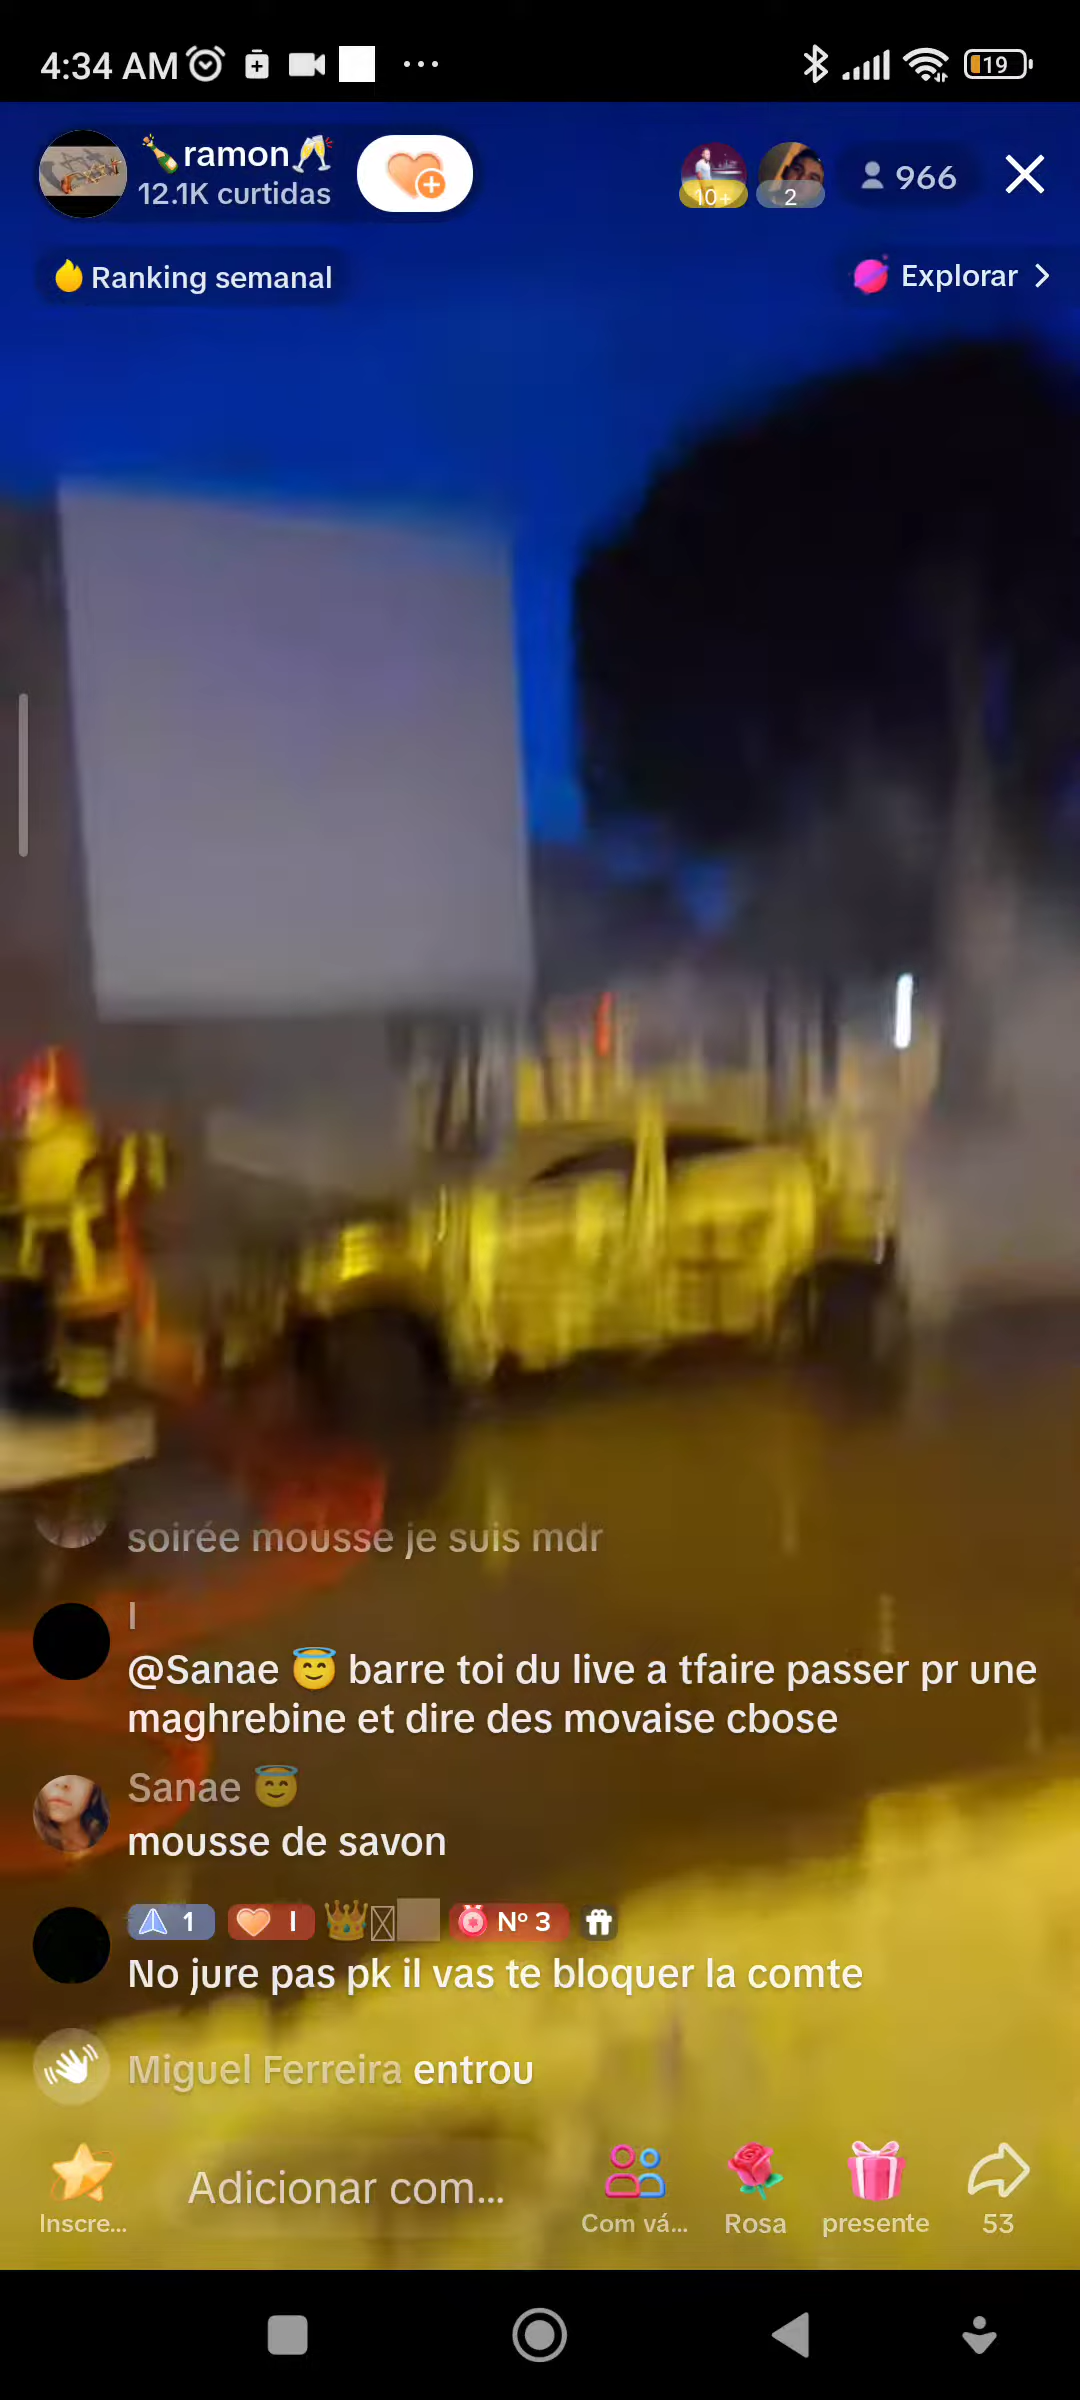 4:34 AM
19
🍾ramon🥂
12.1K curtidas
10+
2
966
Ranking semanal
Explorar
soirée mousse je suis mdr
l
@Sanae 😇 barre toi du live a tfaire passer pr une
maghrebine et dire des movaise cbose
Sanae 😇
mousse de savon
1 I 👑 Nº 3
No jure pas pk il vas te bloquer la comte
Miguel Ferreira entrou
Adicionar com...
Inscre...
Com vá...
Rosa
presente
53